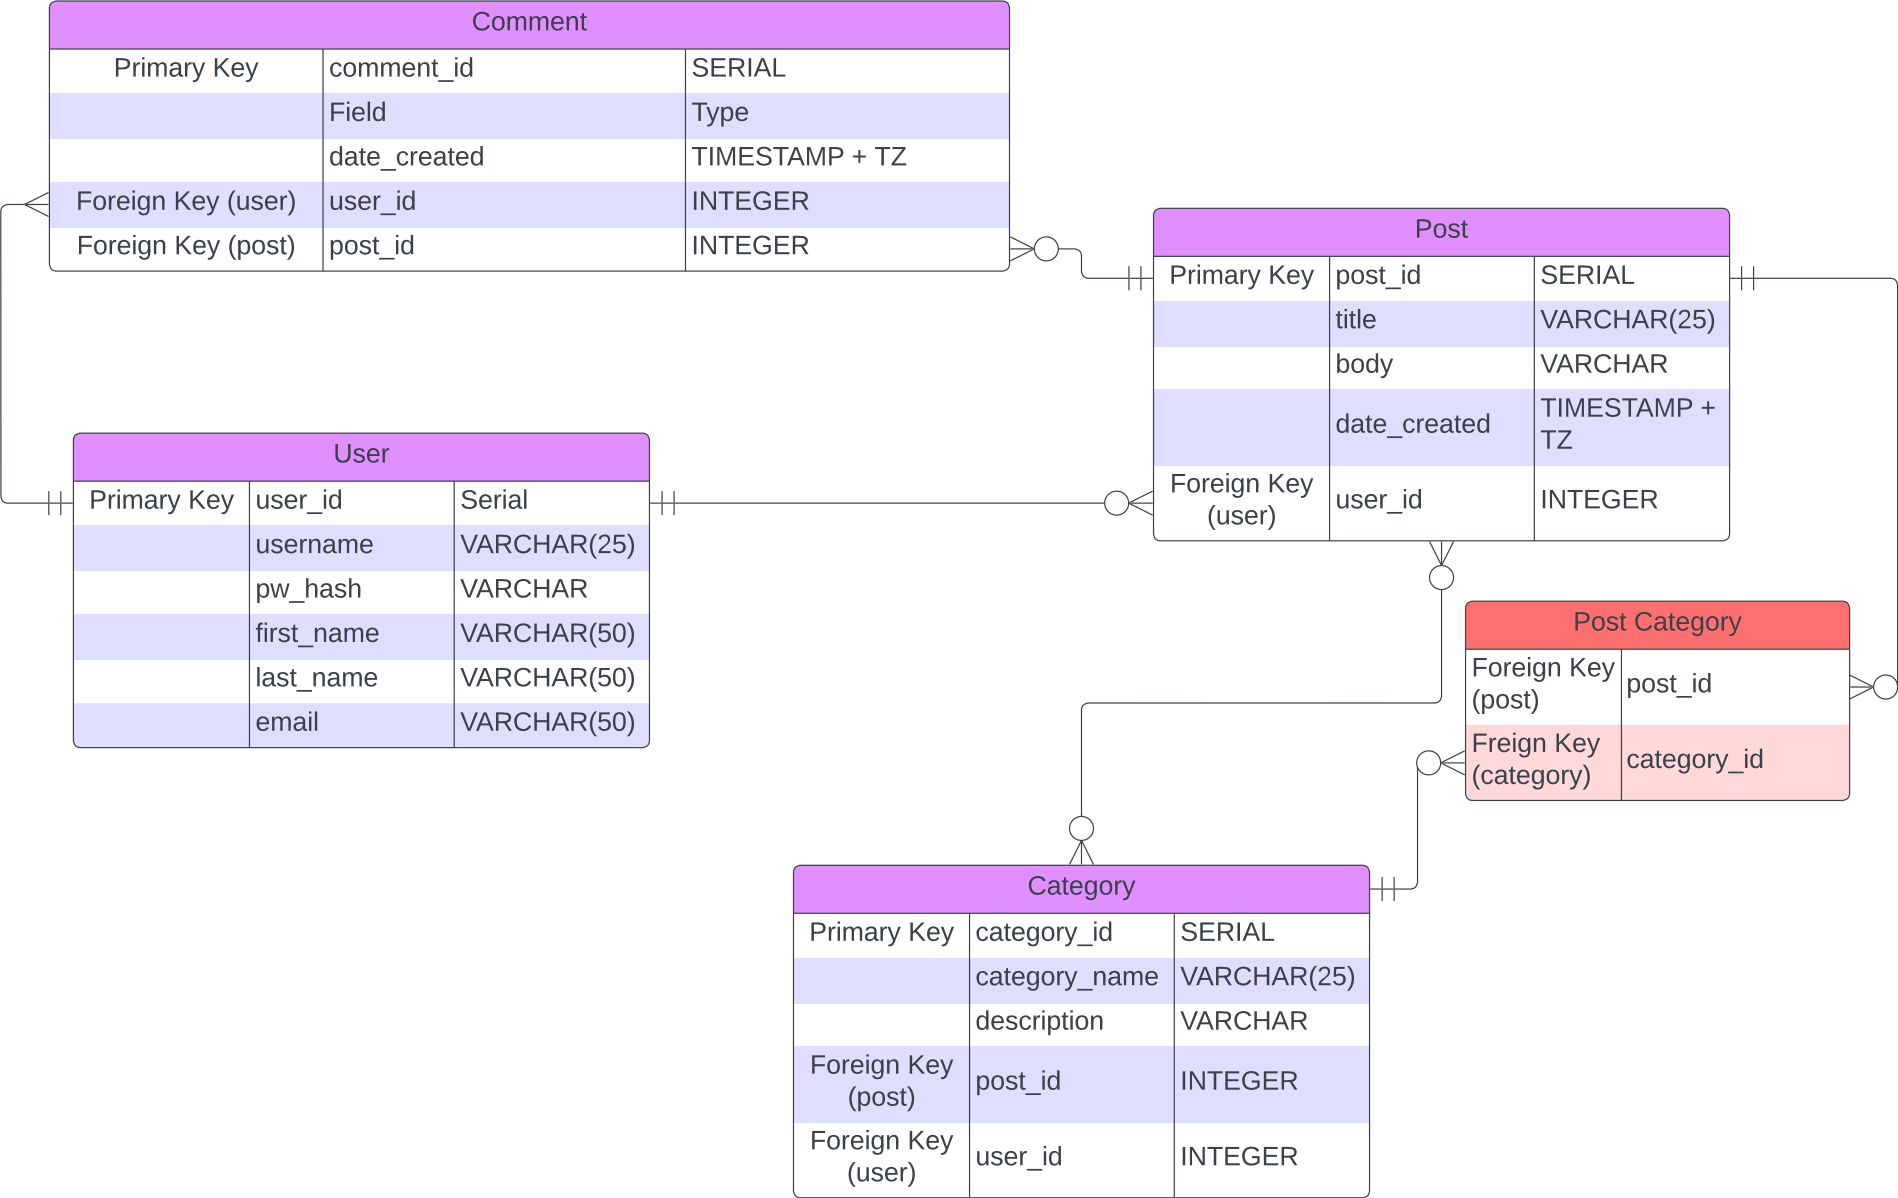 Comment
Primary Key comment_id SERIAL
Field Type
date_created TIMESTAMP + TZ
Foreign Key (user) user_id INTEGER
Foreign Key (post) post_id INTEGER
Post
Primary Key post_id SERIAL
title VARCHAR(25)
body VARCHAR
date_created TIMESTAMP +
TZ
Foreign Key
(user) user_id INTEGER
User
Primary Key user_id Serial
username VARCHAR(25)
pw_hash VARCHAR
first_name VARCHAR(50)
last_name VARCHAR(50)
email VARCHAR(50)
Post Category
Foreign Key
(post) post_id
Freign Key
(category) category_id
Category
Primary Key category_id SERIAL
category_name VARCHAR(25)
description VARCHAR
Foreign Key
(post) post_id INTEGER
Foreign Key
(user) user_id INTEGER